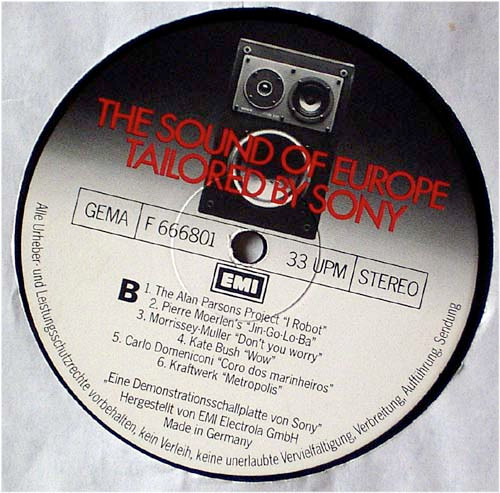 THE SOUND OF EUROPE
TAILORED BY SONY
GEMA F 666801 33 UPM STEREO
EMI
B
1. The Alan Parsons Project "I Robot"
2. Pierre Moerlen's "Jin-Go-Lo-Ba"
3. Morrissey-Muller "Don't you worry"
4. Kate Bush "Wow"
5. Carlo Domeniconi "Coro dos marinheiros"
6. Kraftwerk "Metropolis"
„Eine Demonstrationsschallplatte von Sony"
Hergestellt von EMI Electrola GmbH
Made in Germany
Alle Urheber- und Leistungsschutzrechte vorbehalten, kein Verleih, keine unerlaubte Vervielfältigung, Verbreitung, Aufführung, Sendung